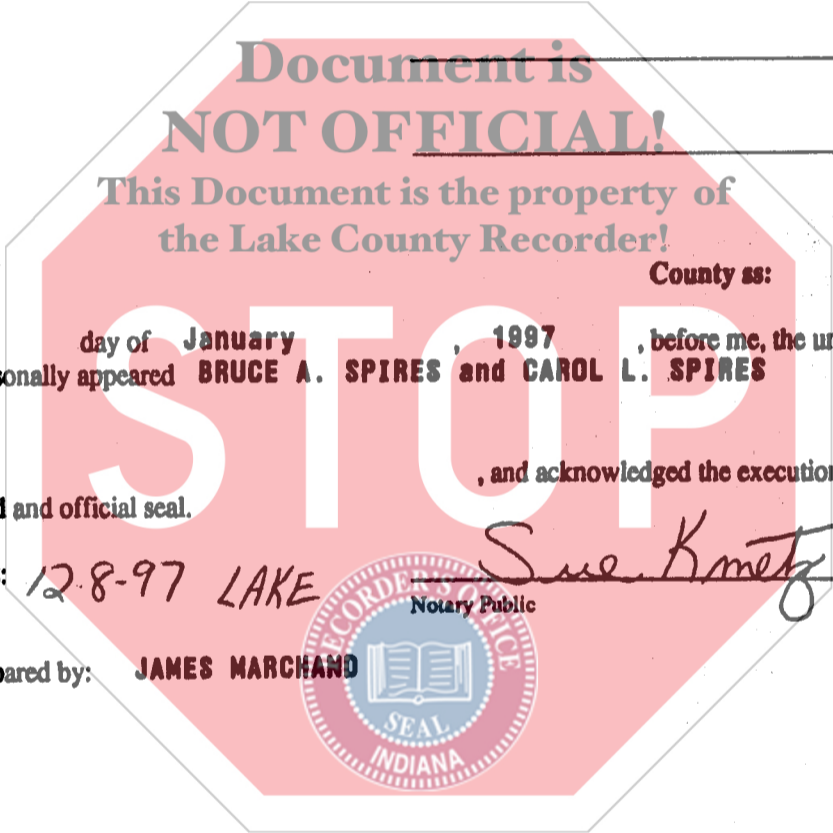 Document is
NOT OFFICIAL!
This Document is the property of
the Lake County Recorder!
County ss:
day of January , 1997 , before me, the un
onally appeared BRUCE A. SPIRES and CAROL L. SPIRES
STOP
, and acknowledged the execution
and official seal.
: 12-8-97 LAKE
Sue Kmetz
Notary Public
RECORDER'S OFFICE
ared by: JAMES MARCHAND
SEAL
INDIANA